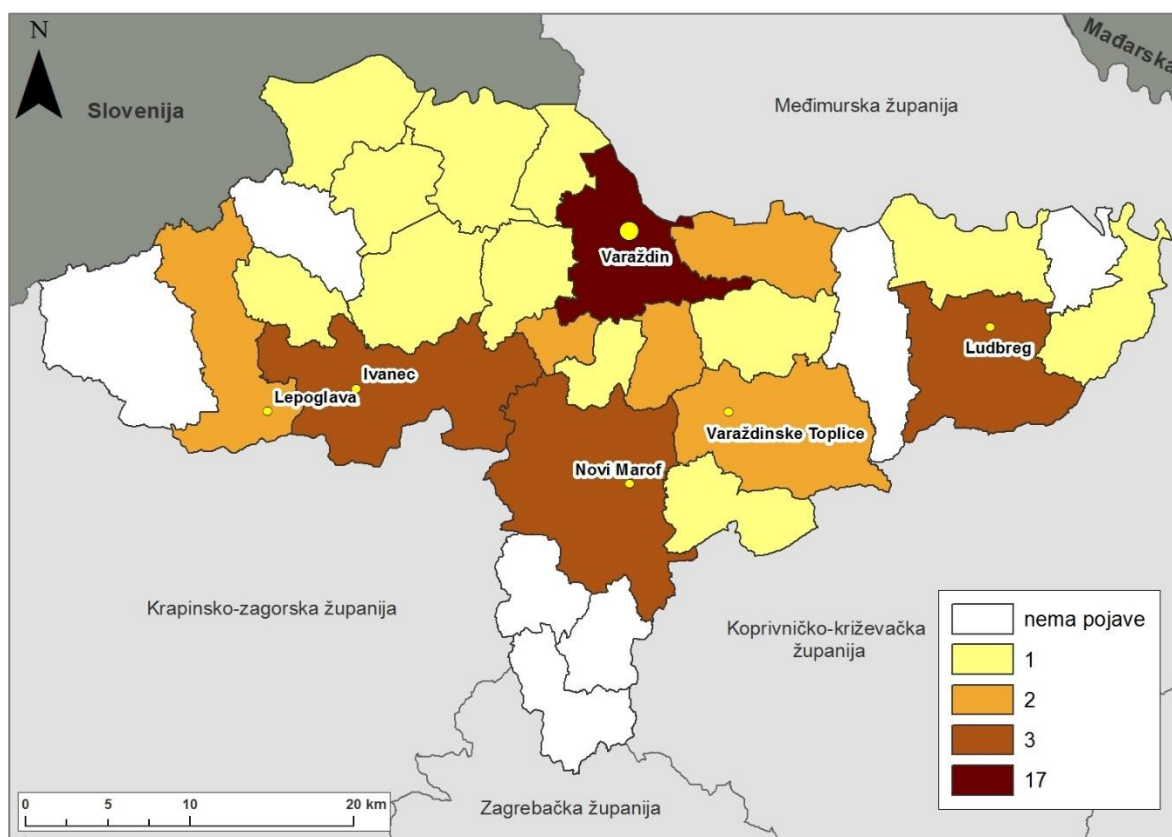 N
Mađarska
Slovenija
Međimurska županija
Varaždin
Ludbreg
Ivanec
Lepoglava
Varaždinske Toplice
Novi Marof
Krapinsko-zagorska županija
Koprivničko-križevačka
županija
Zagrebačka županija
nema pojave
1
2
3
17
0 5 10 20 km